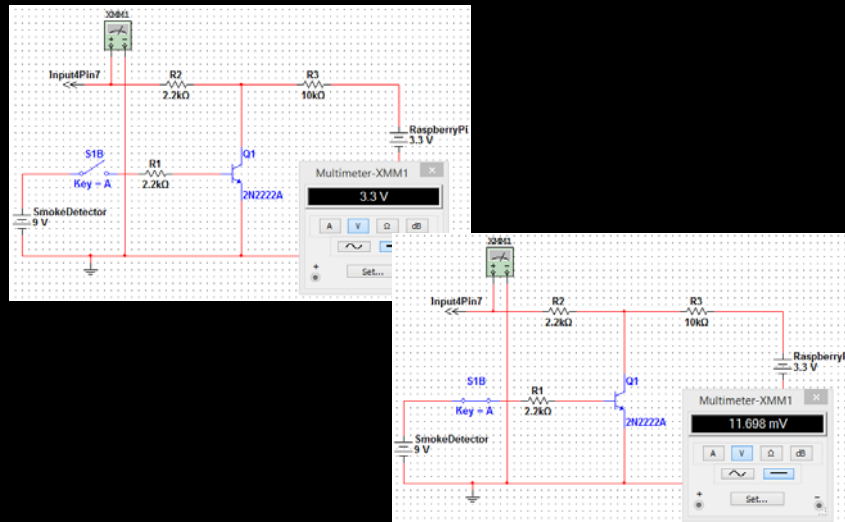 XMM1
Input4Pin7
R2
2.2kΩ
R3
10kΩ
RaspberryPi
3.3 V
S1B
Key = A
R1
2.2kΩ
Q1
2N2222A
SmokeDetector
9 V
Multimeter-XMM1
3.3 V
A V Ω dB
+
Set...
XMM1
Input4Pin7
R2
2.2kΩ
R3
10kΩ
Raspberry
3.3 V
S1B
Key = A
R1
2.2kΩ
Q1
2N2222A
SmokeDetector
9 V
Multimeter-XMM1
11.698 mV
A V Ω dB
+ -
Set...